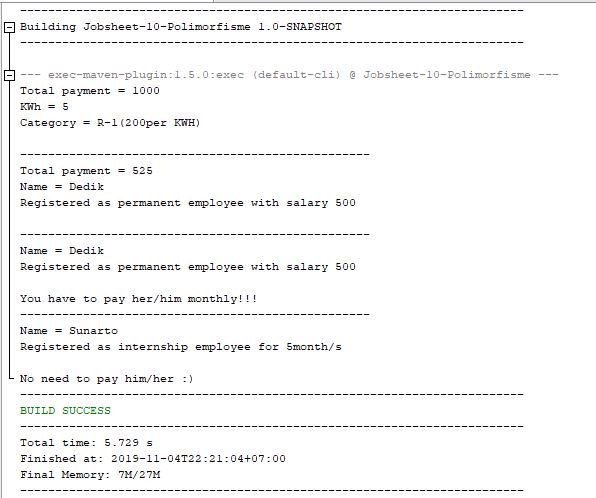 ------------------------------------------------------------------------
Building Jobsheet-10-Polimorfisme 1.0-SNAPSHOT
------------------------------------------------------------------------
--- exec-maven-plugin:1.5.0:exec (default-cli) @ Jobsheet-10-Polimorfisme ---
Total payment = 1000
KWh = 5
Category = R-1(200per KWH)
--------------------------------------------------
Total payment = 525
Name = Dedik
Registered as permanent employee with salary 500
--------------------------------------------------
Name = Dedik
Registered as permanent employee with salary 500
You have to pay her/him monthly!!!
--------------------------------------------------
Name = Sunarto
Registered as internship employee for 5month/s
No need to pay him/her :)
------------------------------------------------------------------------
BUILD SUCCESS
------------------------------------------------------------------------
Total time: 5.729 s
Finished at: 2019-11-04T22:21:04+07:00
Final Memory: 7M/27M
------------------------------------------------------------------------